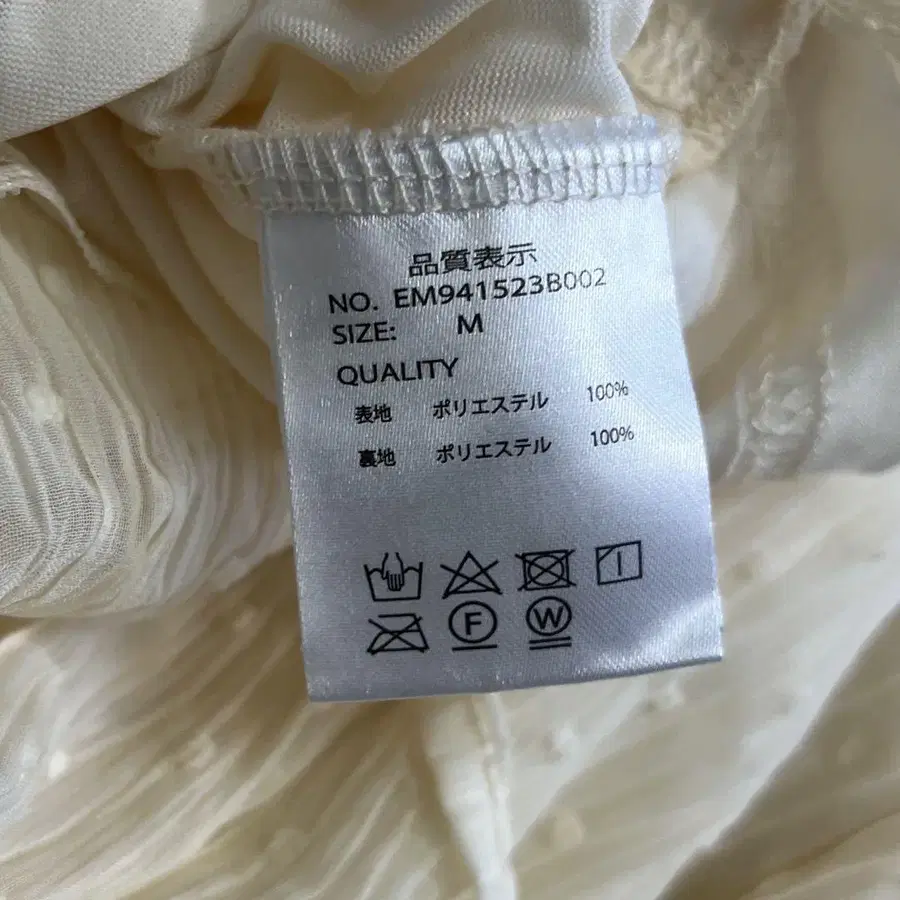 品質表示
NO. EM941523B002
SIZE: M
QUALITY
表地 ポリエステル 100%
裏地 ポリエステル 100%
F W